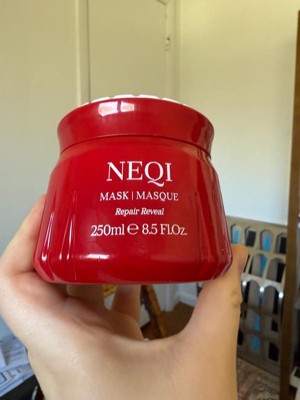 NEQI
MASK | MASQUE
Repair Reveal
250ml ℮ 8.5 Fl.Oz.